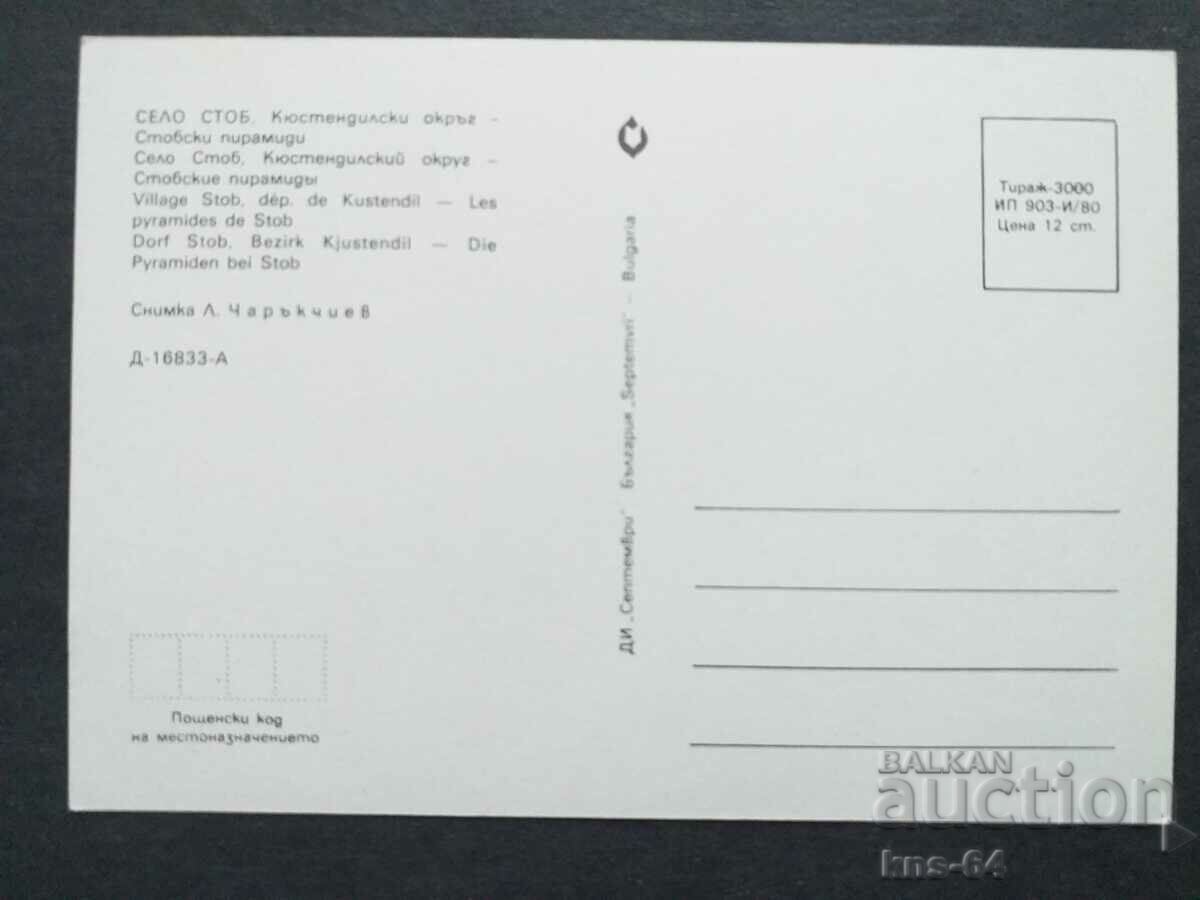 СЕЛО СТОБ, Кюстендилски окръг -
Стобски пирамиди
Село Стоб, Кюстендилский округ -
Стобские пирамиды
Village Stob, dép. de Kustendil — Les
pyramides de Stob
Dorf Stob, Bezirk Kjustendil — Die
Pyramiden bei Stob
Снимка Л. Чаръкчиев
Д-16833-А
Пощенски код
на местоназначението
ДИ „Септември" България „Septemvri" - Bulgaria
Тираж-3000
ИП 903-И/80
Цена 12 ст.
BALKAN
auction
kns-64